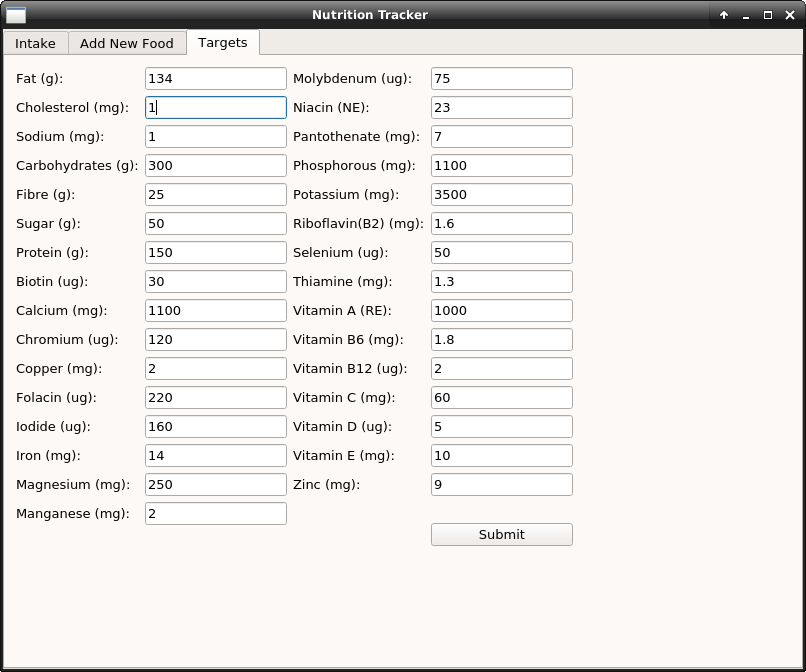 Nutrition Tracker
Intake Add New Food Targets
Fat (g): 134 Molybdenum (ug): 75
Cholesterol (mg): 1 Niacin (NE): 23
Sodium (mg): 1 Pantothenate (mg): 7
Carbohydrates (g): 300 Phosphorous (mg): 1100
Fibre (g): 25 Potassium (mg): 3500
Sugar (g): 50 Riboflavin(B2) (mg): 1.6
Protein (g): 150 Selenium (ug): 50
Biotin (ug): 30 Thiamine (mg): 1.3
Calcium (mg): 1100 Vitamin A (RE): 1000
Chromium (ug): 120 Vitamin B6 (mg): 1.8
Copper (mg): 2 Vitamin B12 (ug): 2
Folacin (ug): 220 Vitamin C (mg): 60
Iodide (ug): 160 Vitamin D (ug): 5
Iron (mg): 14 Vitamin E (mg): 10
Magnesium (mg): 250 Zinc (mg): 9
Manganese (mg): 2
Submit